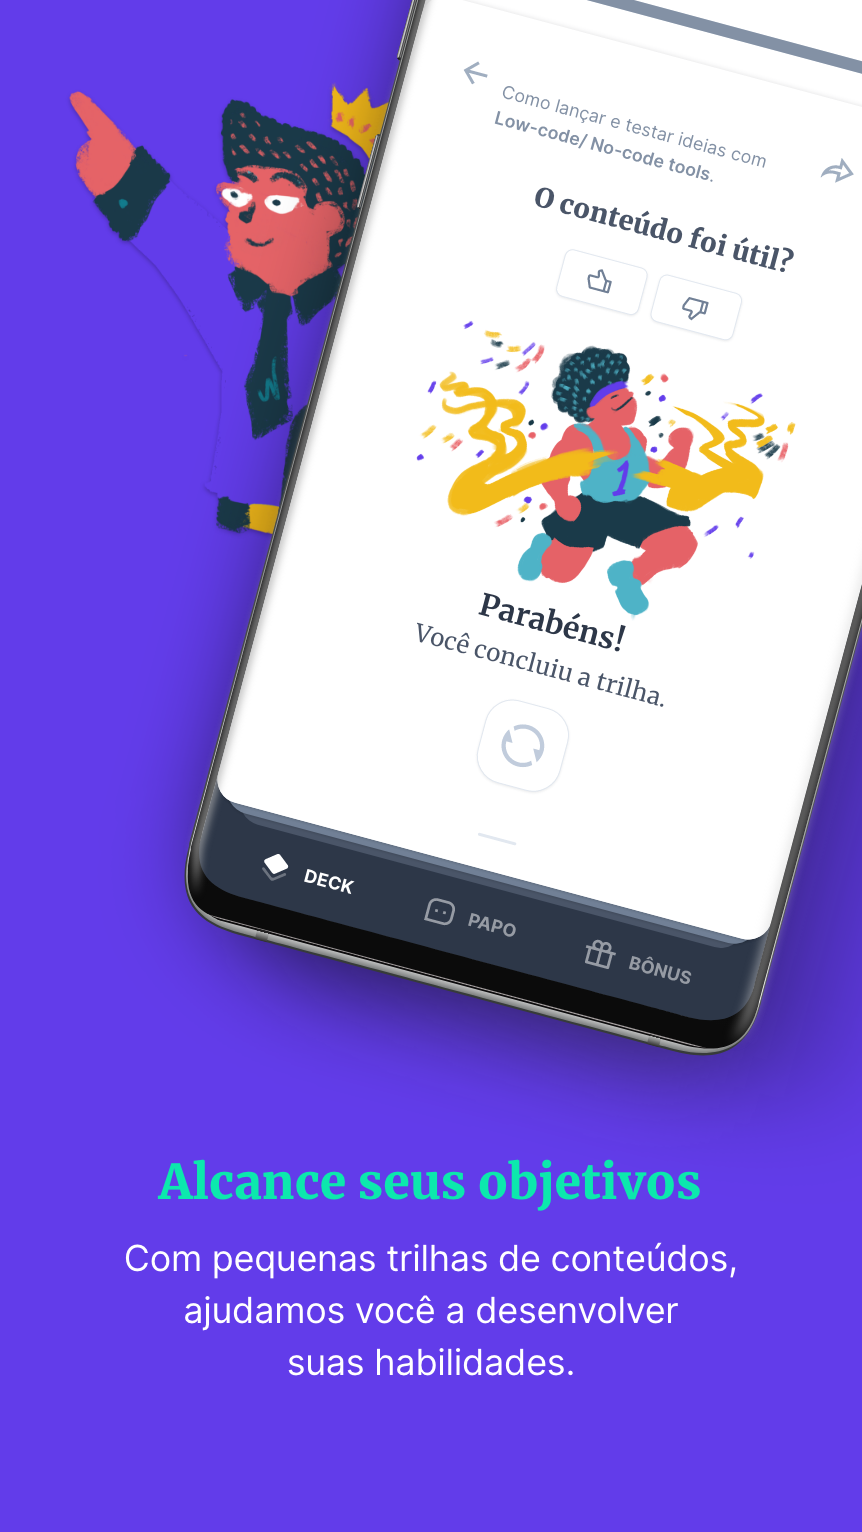 Como lançar e testar ideias com
Low-code/ No-code tools.
O conteúdo foi útil?
1
Parabéns!
Você concluiu a trilha.
DECK
PAPO
BÔNUS
W
Alcance seus objetivos
Com pequenas trilhas de conteúdos,
ajudamos você a desenvolver
suas habilidades.